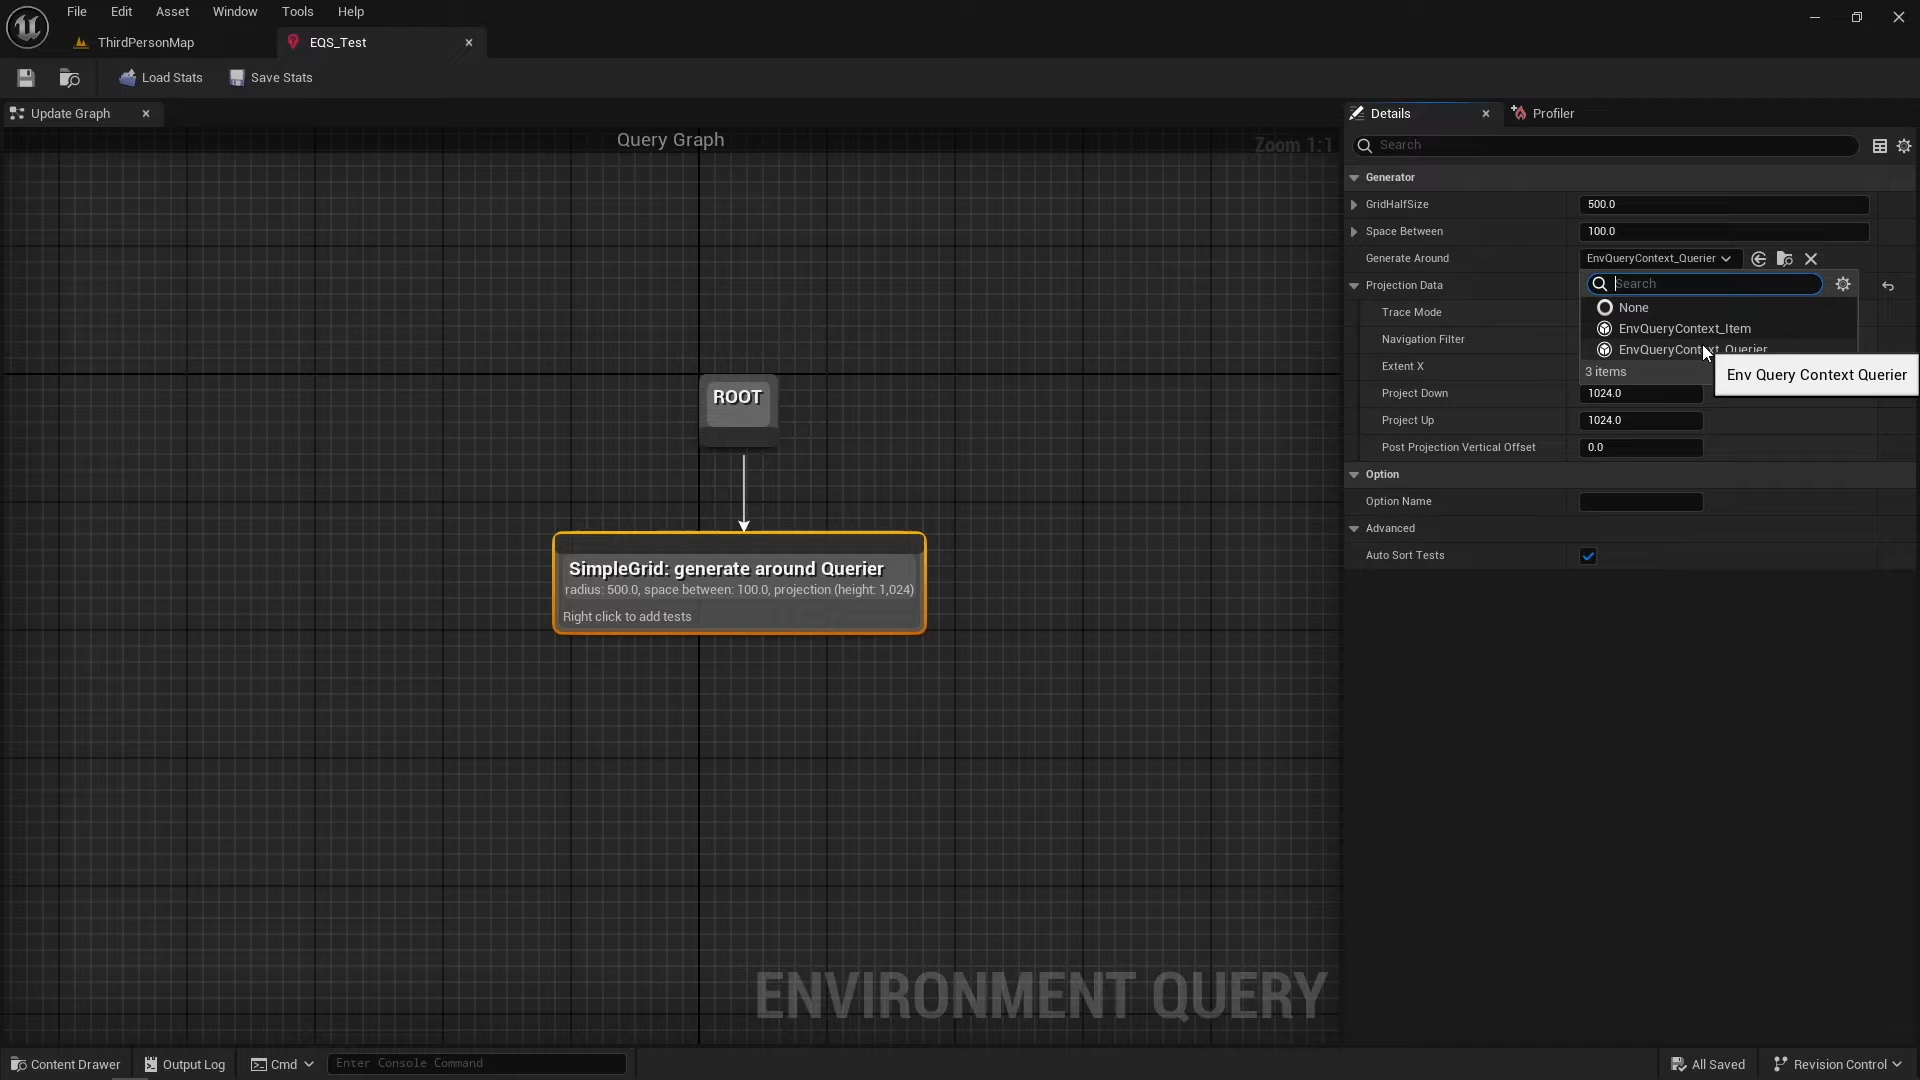 File Edit Asset Window Tools Help
ThirdPersonMap
EQS_Test
Load Stats
Save Stats
Update Graph
Details
Profiler
Query Graph
Zoom 1:1
Search
Generator
GridHalfSize 500.0
Space Between 100.0
Generate Around EnvQueryContext_Querier
Projection Data
Search
Trace Mode
None
Navigation Filter
EnvQueryContext_Item
EnvQueryContext_Querier
Extent X
3 items
Env Query Context Querier
Project Down 1024.0
Project Up 1024.0
Post Projection Vertical Offset 0.0
Option
Option Name
Advanced
Auto Sort Tests
ROOT
SimpleGrid: generate around Querier
radius: 500.0, space between: 100.0, projection (height: 1,024)
Right click to add tests
ENVIRONMENT QUERY
Content Drawer
Output Log
Cmd
Enter Console Command
All Saved
Revision Control